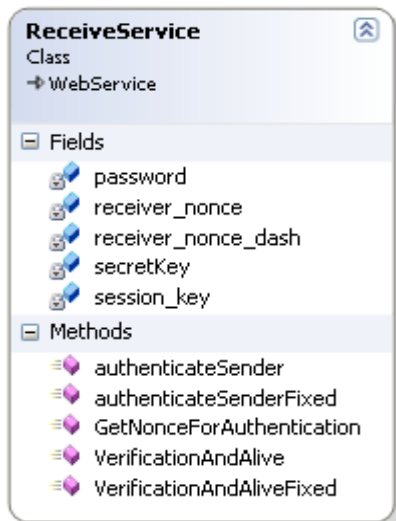 ReceiveService
Class
WebService
Fields
password
receiver_nonce
receiver_nonce_dash
secretKey
session_key
Methods
authenticateSender
authenticateSenderFixed
GetNonceForAuthentication
VerificationAndAlive
VerificationAndAliveFixed